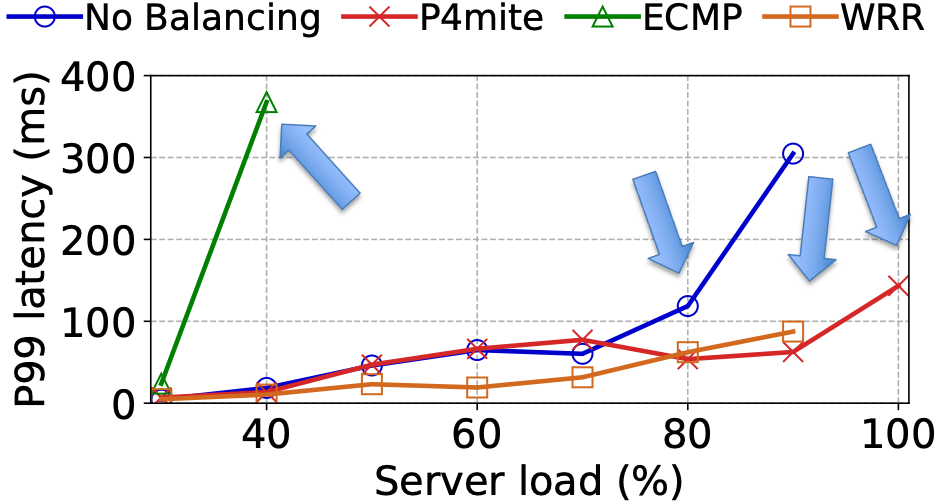 No Balancing P4mite ECMP WRR
P99 latency (ms)
400
300
200
100
0
40 60 80 100
Server load (%)